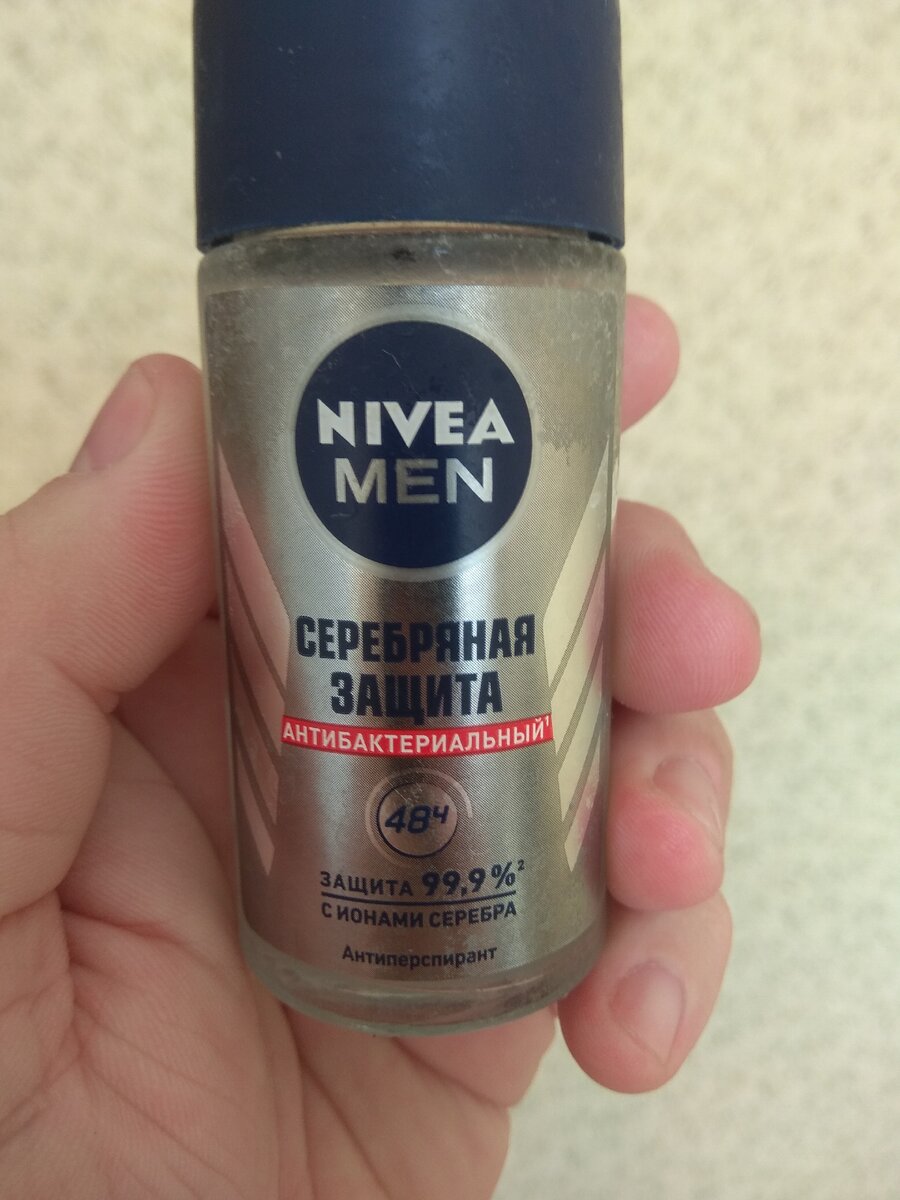 NIVEA
MEN
СЕРЕБРЯНАЯ
ЗАЩИТА
АНТИБАКТЕРИАЛЬНЫЙ¹
48Ч
ЗАЩИТА 99,9%²
С ИОНАМИ СЕРЕБРА
Антиперспирант